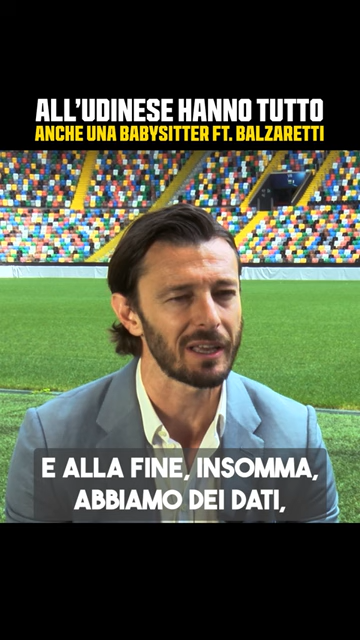 ALL'UDINESE HANNO TUTTO
ANCHE UNA BABYSITTER FT. BALZARETTI
E ALLA FINE, INSOMMA,
ABBIAMO DEI DATI,